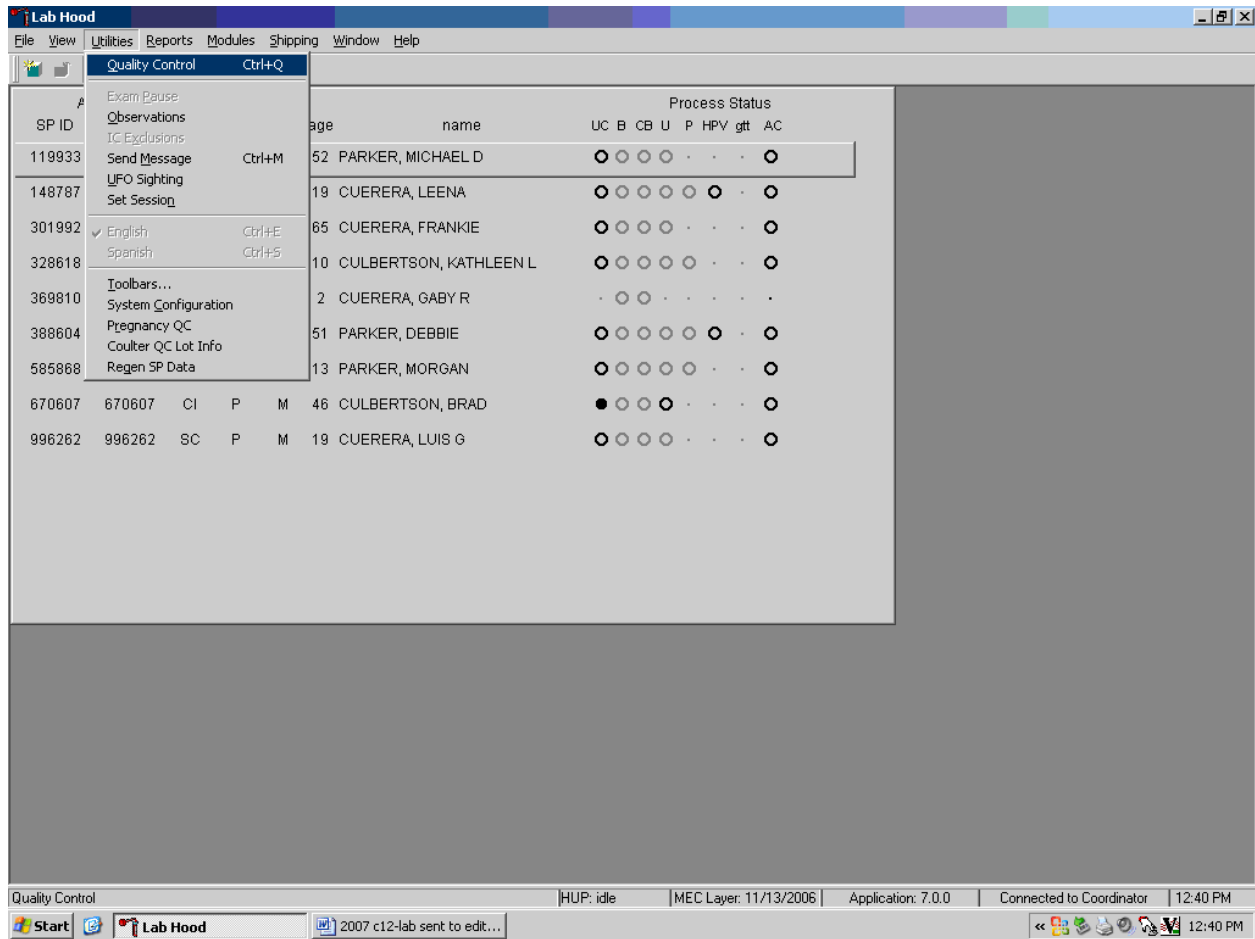 Lab Hood
File View Utilities Reports Modules Shipping Window Help
Quality Control Ctrl+Q
Exam Pause
Observations
IC Exclusions
Send Message Ctrl+M
UFO Sighting
Set Session
English Ctrl+E
Spanish Ctrl+S
Toolbars...
System Configuration
Pregnancy QC
Coulter QC Lot Info
Regen SP Data
Process Status
SP ID age name UC B CB U P HPV gtt AC
119933 52 PARKER, MICHAEL D
148787 19 CUERERA, LEENA
301992 65 CUERERA, FRANKIE
328618 10 CULBERTSON, KATHLEEN L
369810 2 CUERERA, GABY R
388604 51 PARKER, DEBBIE
585868 13 PARKER, MORGAN
670607 670607 CI P M 46 CULBERTSON, BRAD
996262 996262 SC P M 19 CUERERA, LUIS G
Quality Control HUP: idle MEC Layer: 11/13/2006 Application: 7.0.0 Connected to Coordinator 12:40 PM
Start Lab Hood 2007 c12-lab sent to edit... « 12:40 PM